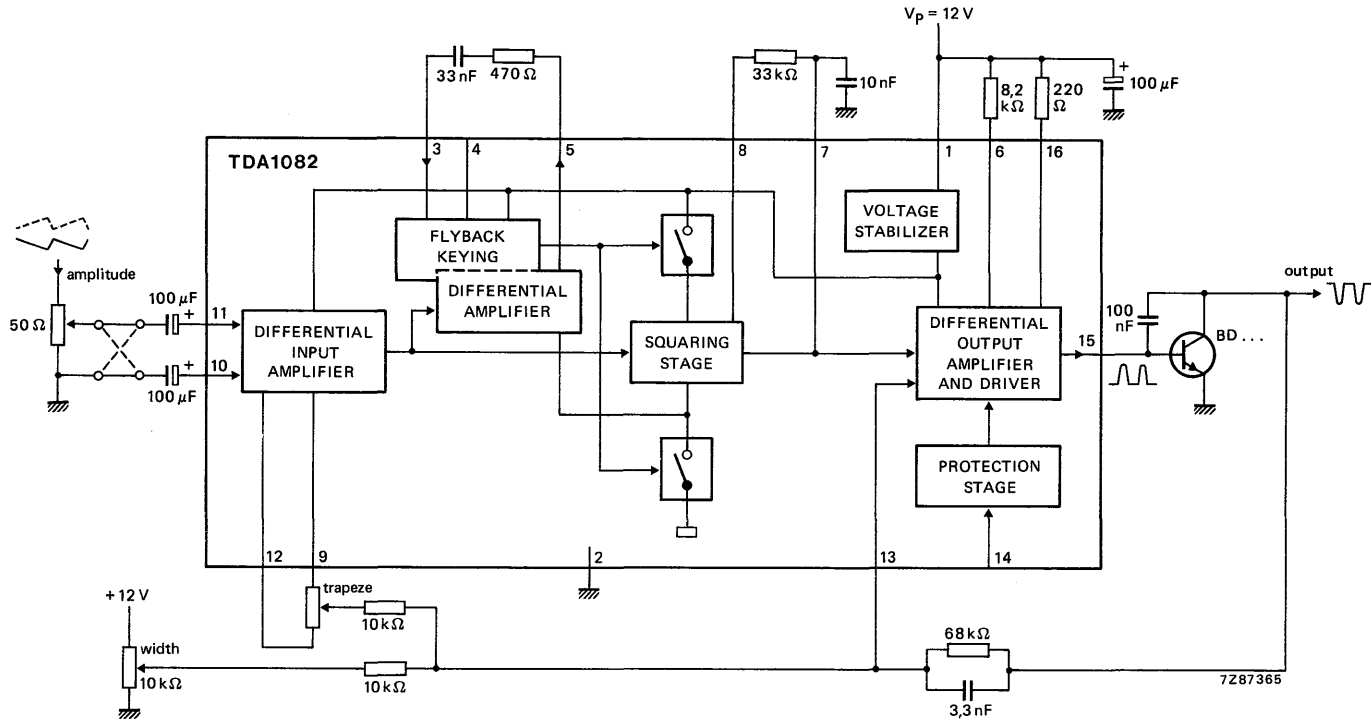 Vp = 12 V
33 nF
470 Ω
33 kΩ
10 nF
8,2
kΩ
220
Ω
+
100 μF
3
4
5
8
7
1
6
16
TDA1082
VOLTAGE
STABILIZER
FLYBACK
KEYING
DIFFERENTIAL
AMPLIFIER
amplitude
50 Ω
100 μF
+
11
10
+
100 μF
DIFFERENTIAL
INPUT
AMPLIFIER
SQUARING
STAGE
DIFFERENTIAL
OUTPUT
AMPLIFIER
AND DRIVER
15
100
nF
BD ...
output
PROTECTION
STAGE
12
9
2
13
14
trapeze
10 kΩ
+12 V
width
10 kΩ
10 kΩ
68 kΩ
3,3 nF
7Z87365